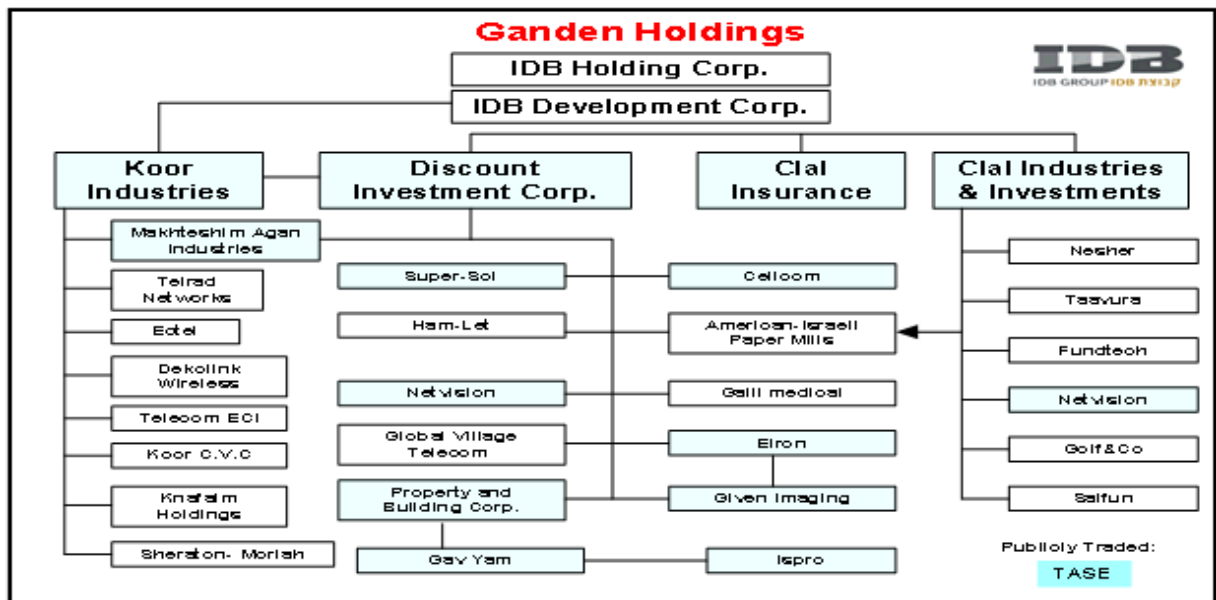 Ganden Holdings
IDB Holding Corp.
IDB Development Corp.
IDB
IDB GROUP IDB קבוצת
Koor
Industries
Discount
Investment Corp.
Clal
Insurance
Clal Industries
& Investments
Makhteshim Agan
Industries
Telrad
Networks
Ectel
Dekolink
Wireless
Telecom ECI
Koor C.V.C
Knafaim
Holdings
Sheraton- Moriah
Super-Sol
Cellcom
Ham-Let
American-Israeli
Paper Mills
Netvision
Galil medical
Global Village
Telecom
Elron
Property and
Building Corp.
Given Imaging
Gav Yam
Ispro
Nesher
Taavura
Fundtech
Netvision
Golf&Co
Saifun
Publicly Traded:
TASE